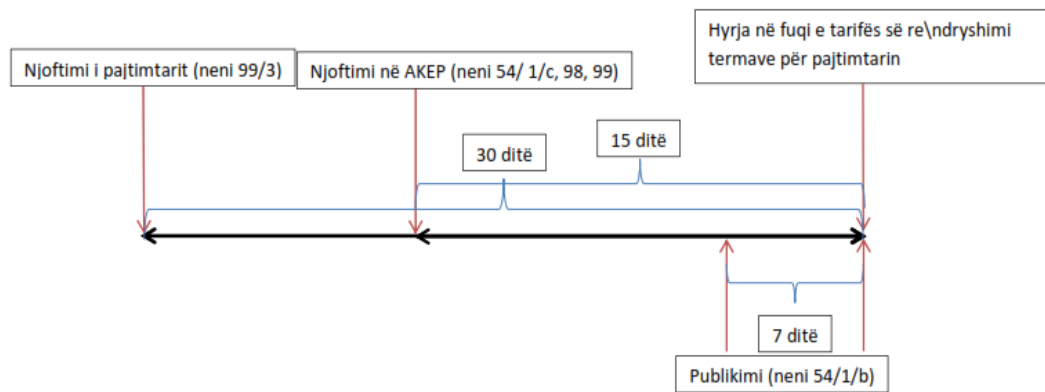 Hyrja në fuqi e tarifës së re\ndryshimi
termave për pajtimtarin
Njoftimi i pajtimtarit (neni 99/3)
Njoftimi në AKEP (neni 54/ 1/c, 98, 99)
15 ditë
30 ditë
7 ditë
Publikimi (neni 54/1/b)